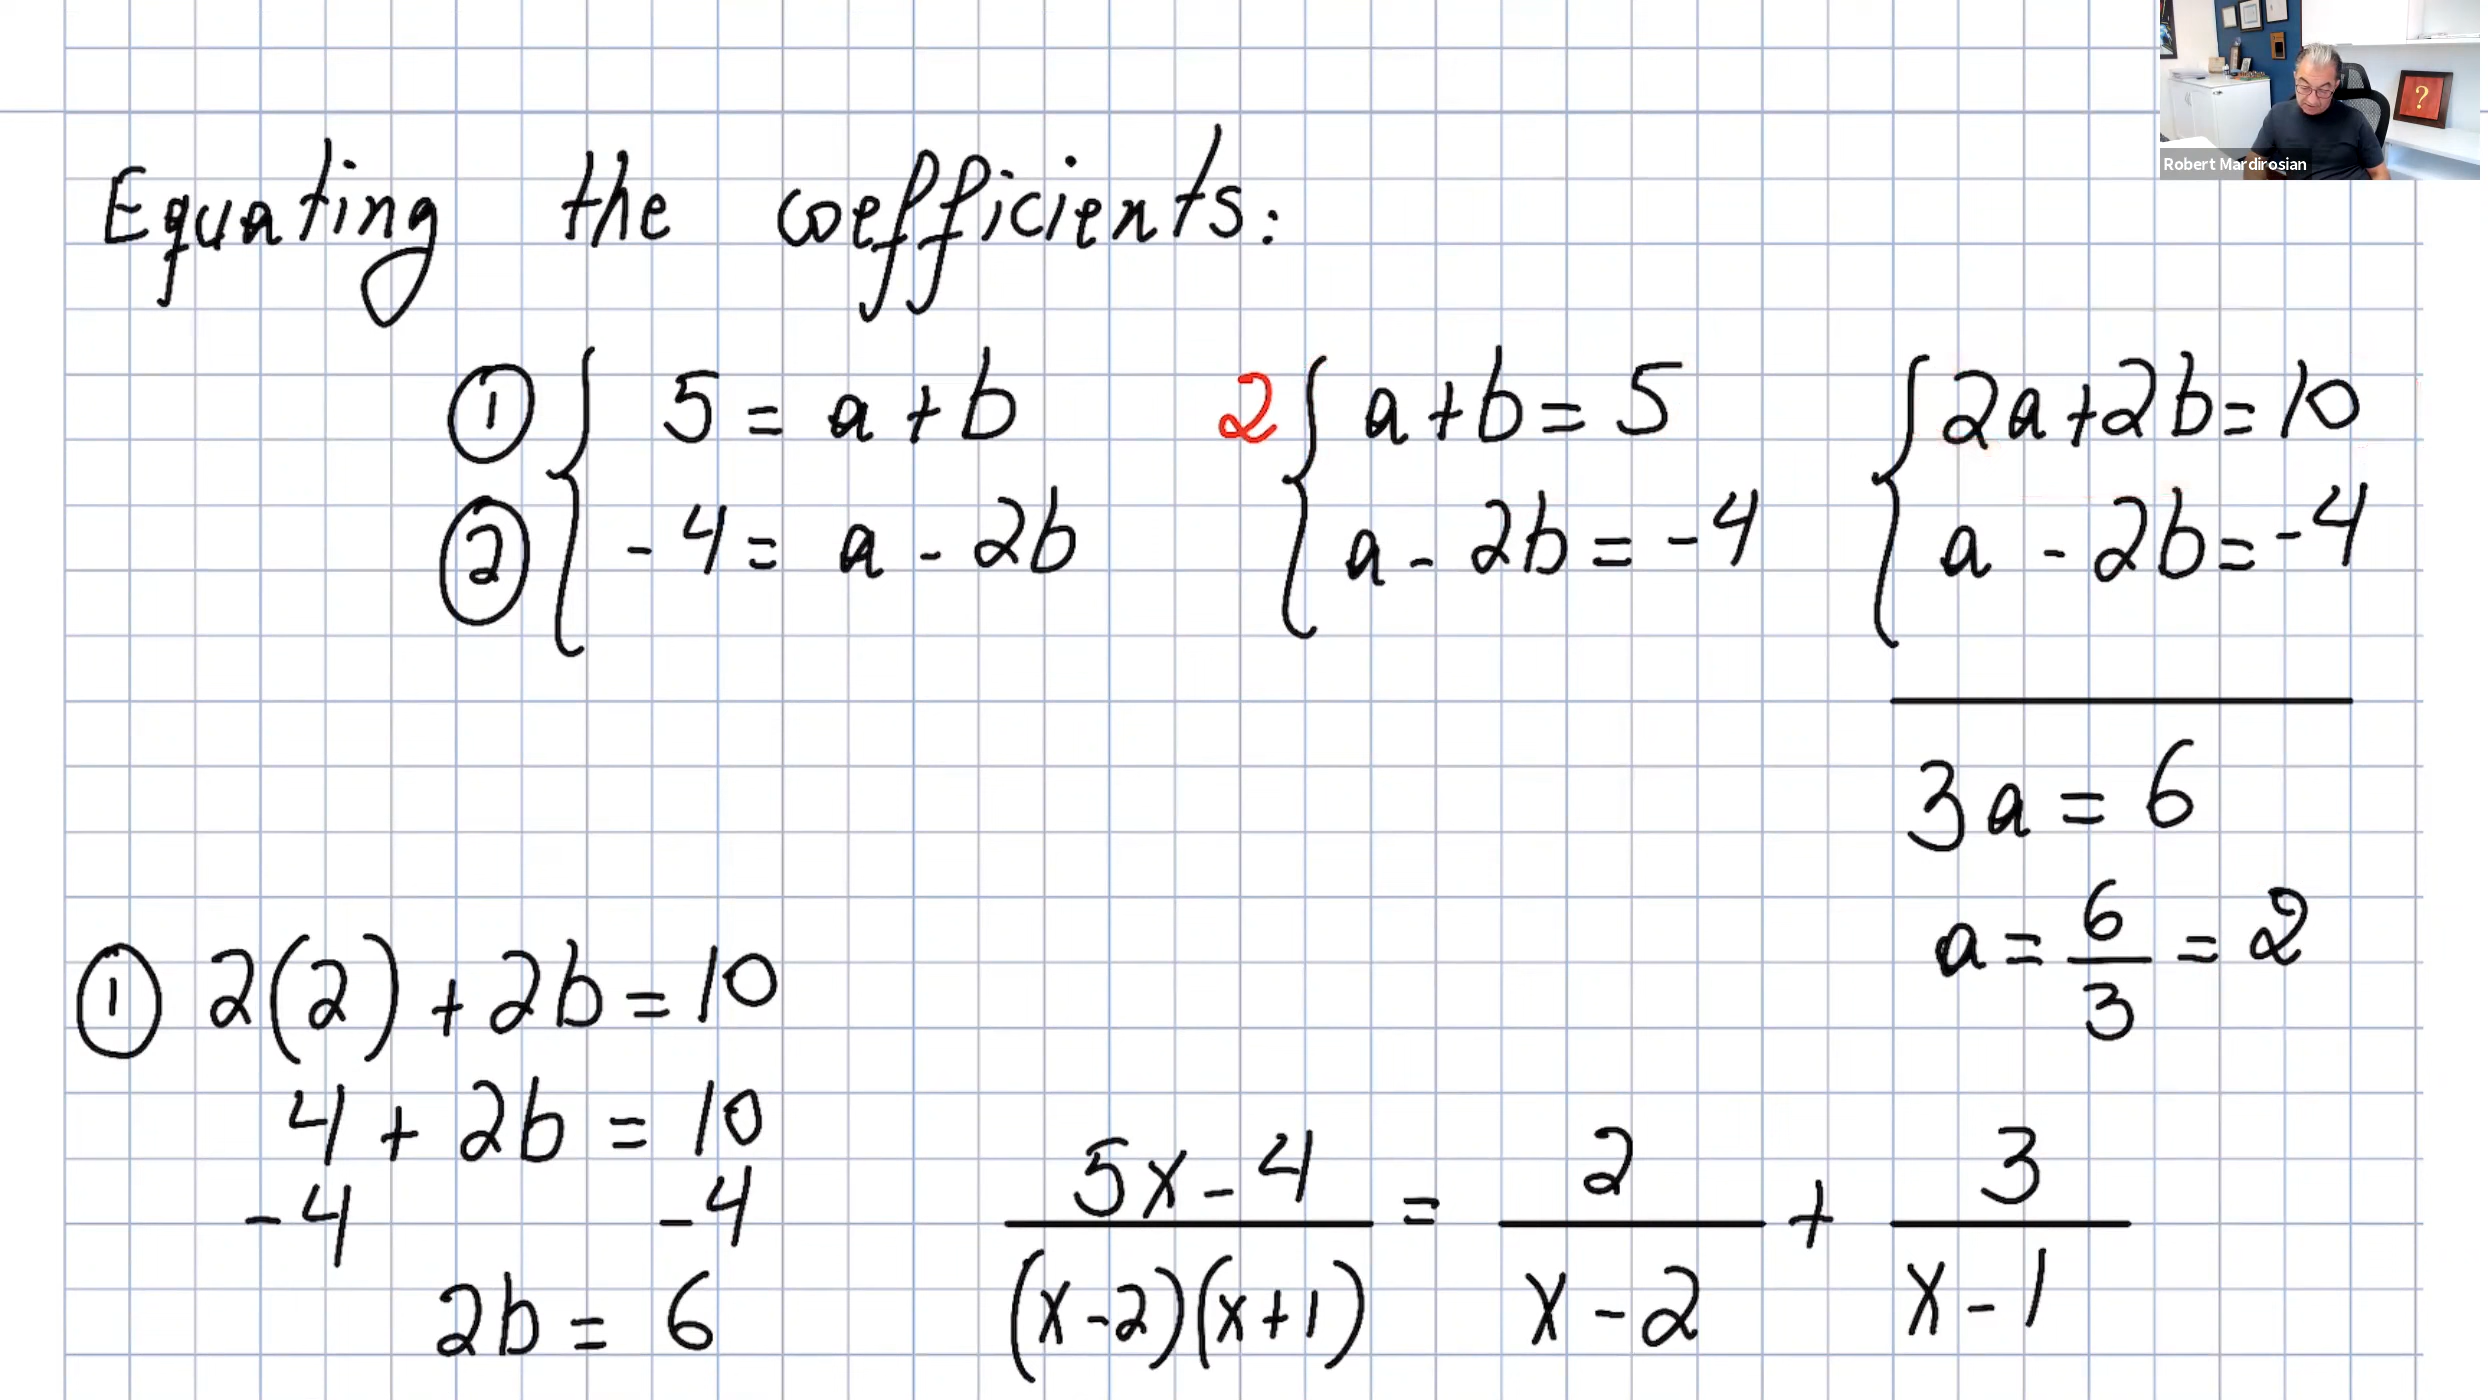 ?
Robert Mardirosian
Equating the coefficients:
① 5 = a + b
② -4 = a - 2b
2 a + b = 5
a - 2b = -4
2a + 2b = 10
a - 2b = -4
3a = 6
a = 6/3 = 2
① 2(2) + 2b = 10
4 + 2b = 10
-4 -4
2b = 6
5x - 4 / (x - 2)(x + 1) = 2 / x - 2 + 3 / x - 1